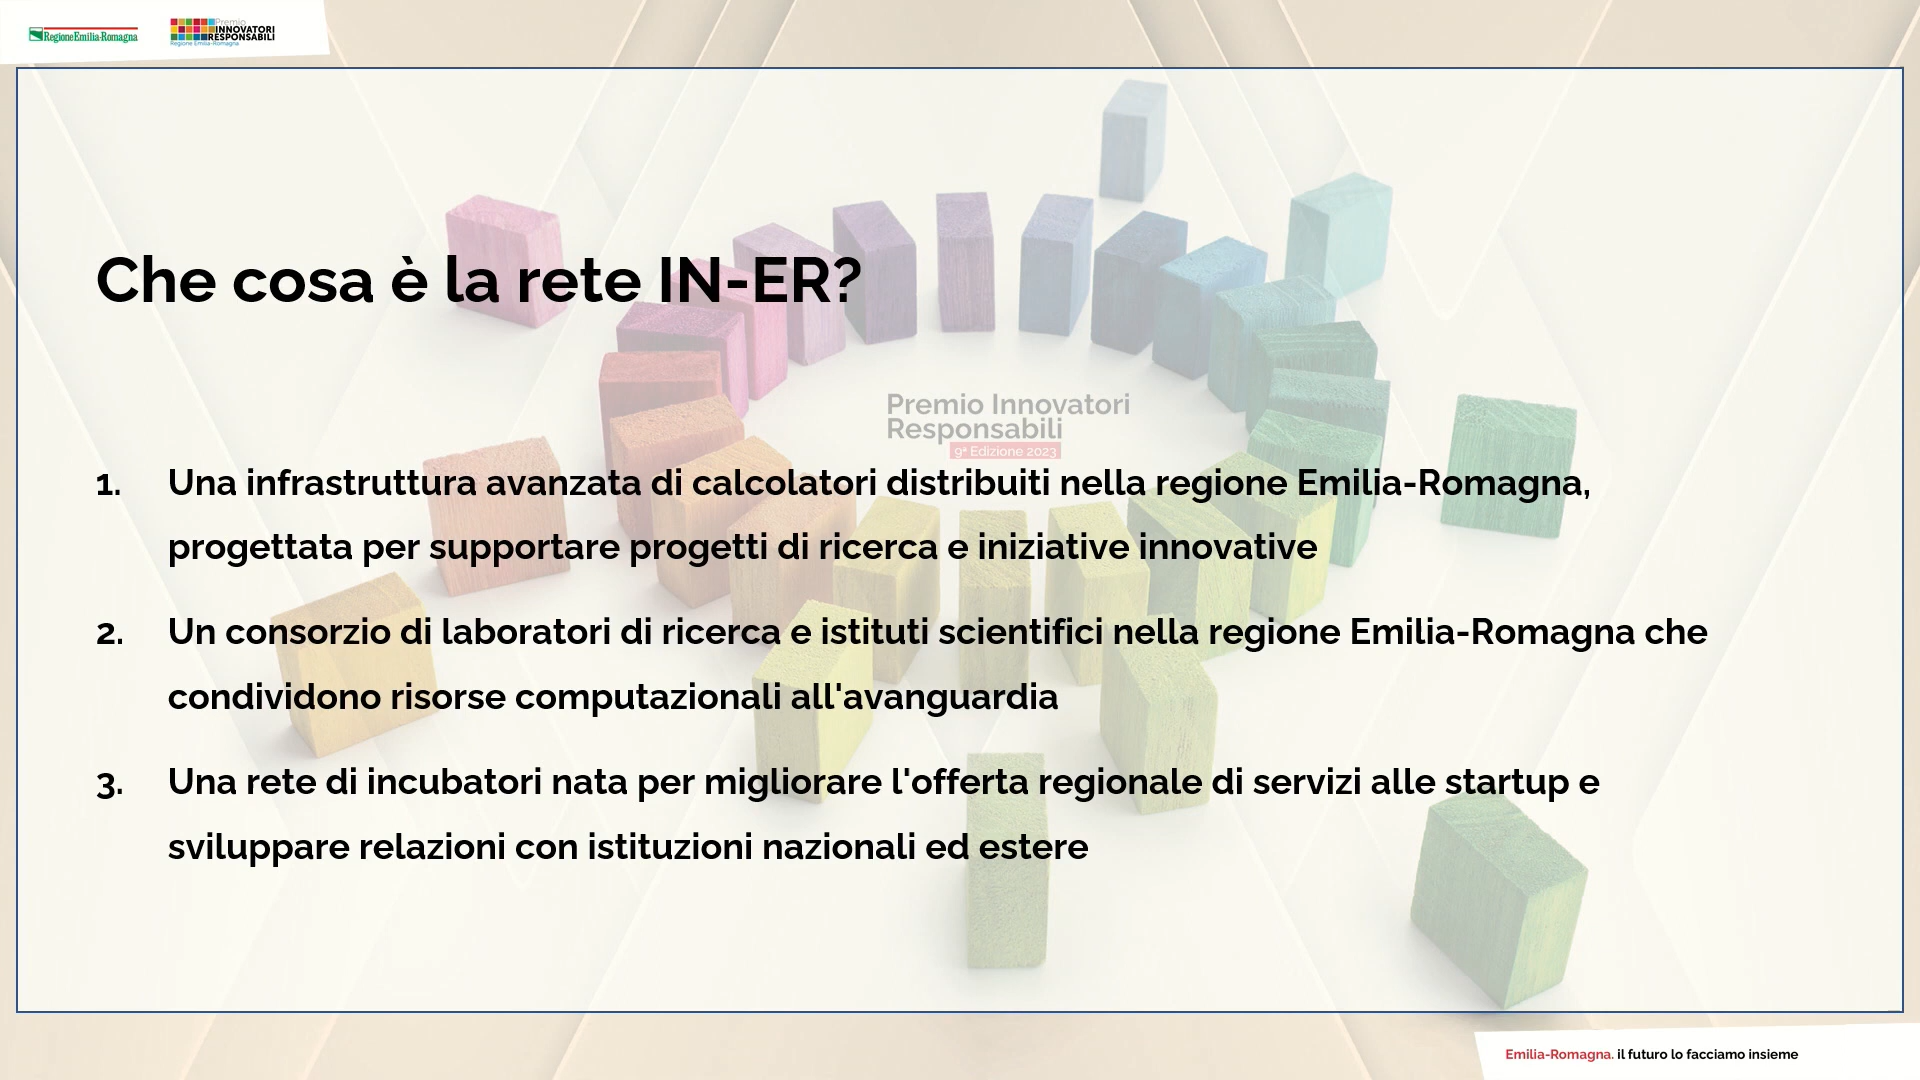 RegioneEmilia-Romagna
Premio
INNOVATORI
RESPONSABILI
Regione Emilia-Romagna
Che cosa è la rete IN-ER?
Premio Innovatori
Responsabili
9ª Edizione 2023
1. Una infrastruttura avanzata di calcolatori distribuiti nella regione Emilia-Romagna,
progettata per supportare progetti di ricerca e iniziative innovative
2. Un consorzio di laboratori di ricerca e istituti scientifici nella regione Emilia-Romagna che
condividono risorse computazionali all'avanguardia
3. Una rete di incubatori nata per migliorare l'offerta regionale di servizi alle startup e
sviluppare relazioni con istituzioni nazionali ed estere
Emilia-Romagna. il futuro lo facciamo insieme